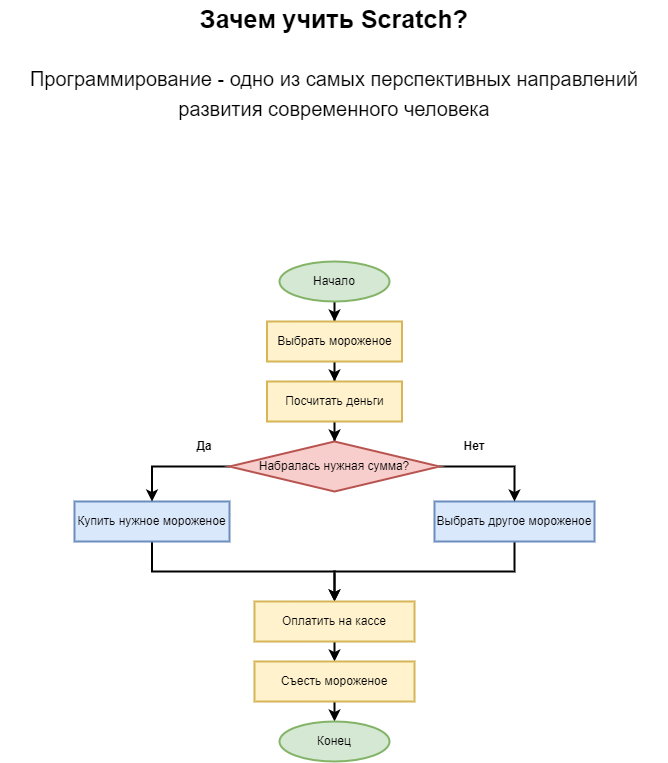 Зачем учить Scratch?
Программирование - одно из самых перспективных направлений
развития современного человека
Начало
Выбрать мороженое
Посчитать деньги
Да
Нет
Набралась нужная сумма?
Купить нужное мороженое
Выбрать другое мороженое
Оплатить на кассе
Съесть мороженое
Конец